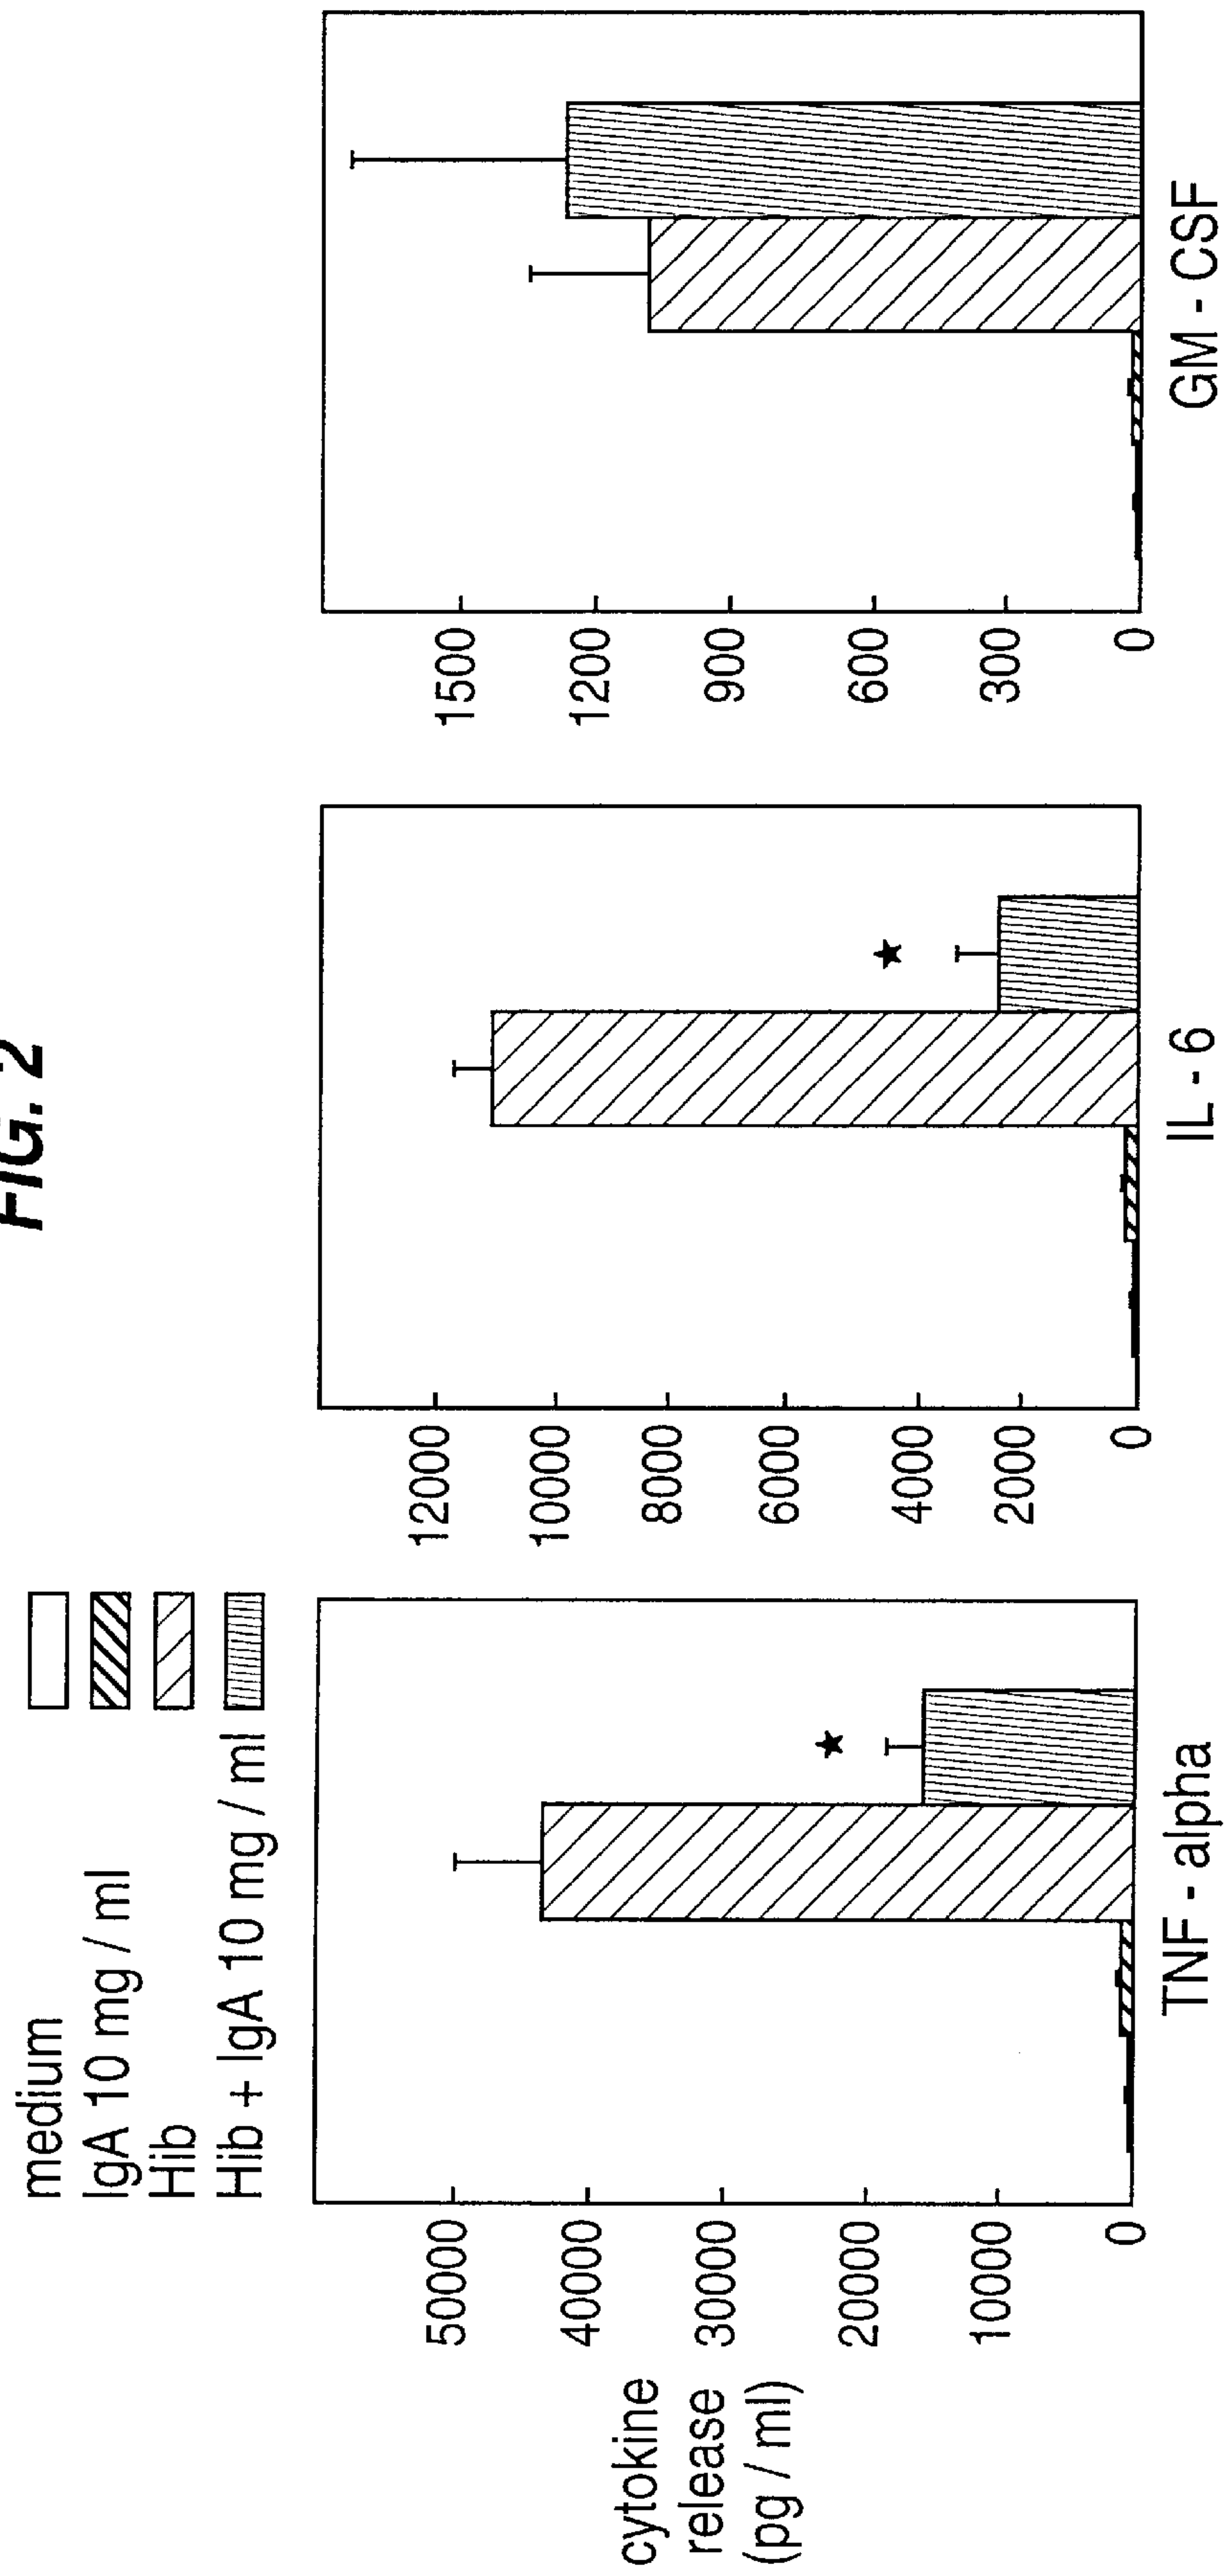 FIG. 2
medium
IgA 10 mg / ml
Hib
Hib + IgA 10 mg / ml
cytokine
release
(pg / ml)
50000
40000
30000
20000
10000
0
TNF - alpha
12000
10000
8000
6000
4000
2000
0
IL - 6
1500
1200
900
600
300
0
GM - CSF